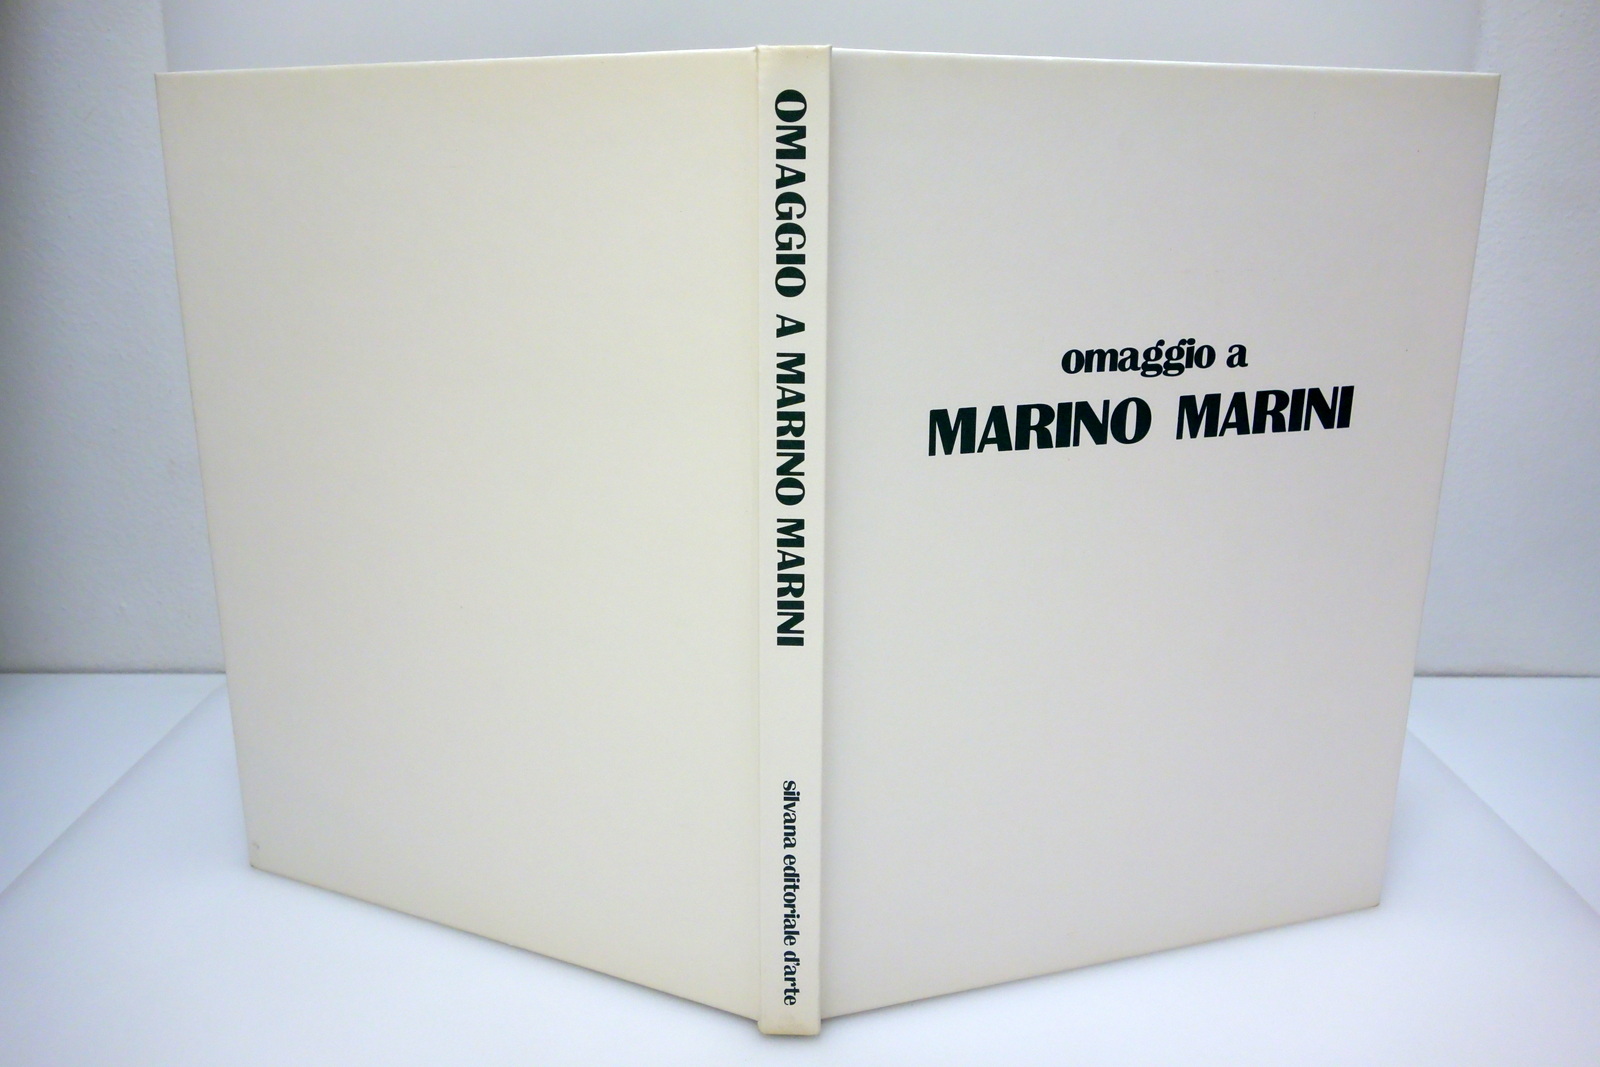 OMAGGIO A MARINO MARINI
silvana editoriale d'arte
omaggio a
MARINO MARINI